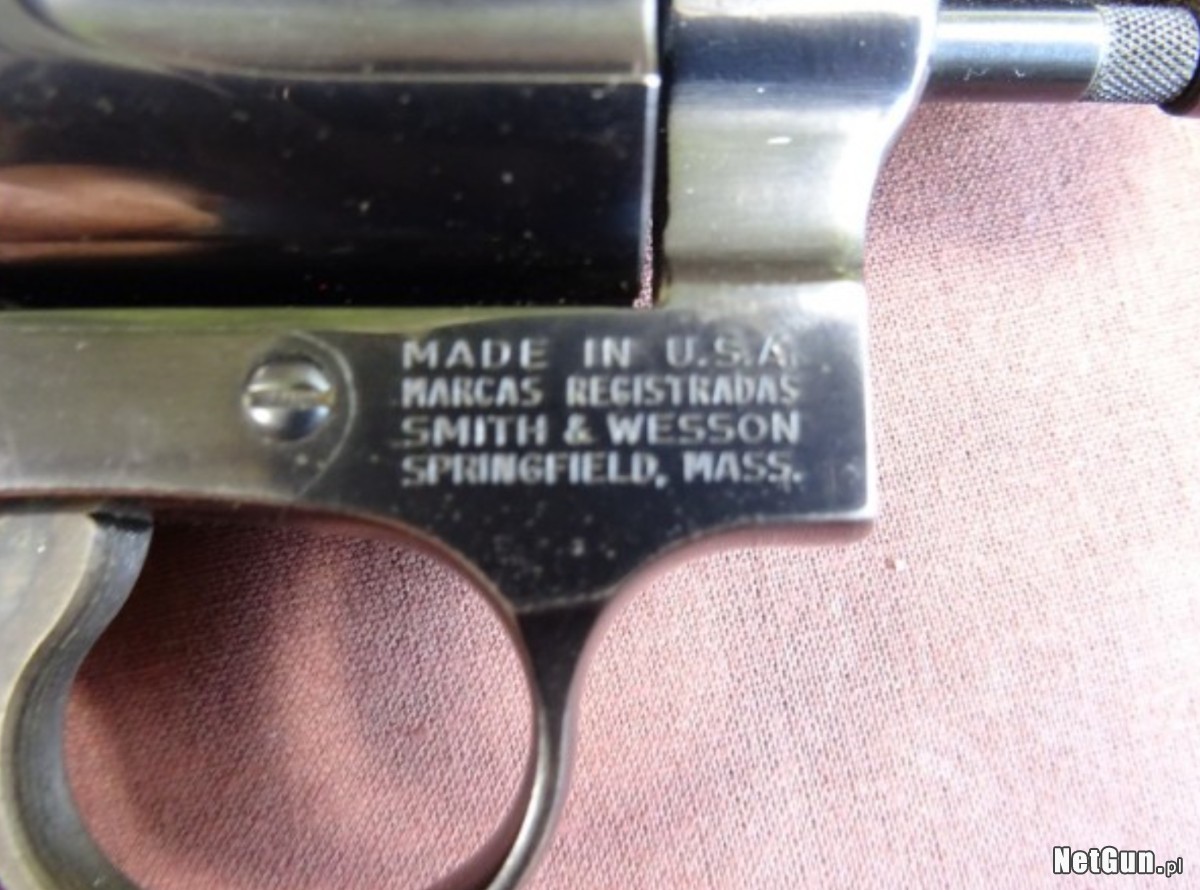 MADE IN U.S.A.
MARCAS REGISTRADAS
SMITH & WESSON
SPRINGFIELD, MASS.
NetGun.pl